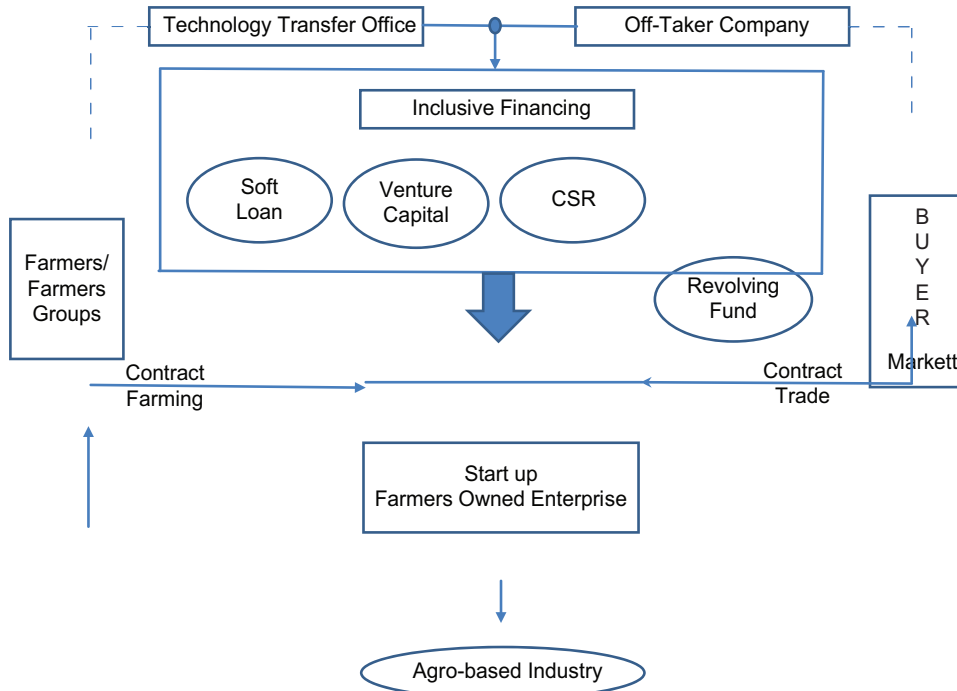 Technology Transfer Office
Off-Taker Company
Inclusive Financing
Soft
Loan
Venture
Capital
CSR
Revolving
Fund
Farmers/
Farmers
Groups
B
U
Y
E
R
Markett
Contract
Farming
Contract
Trade
Start up
Farmers Owned Enterprise
Agro-based Industry